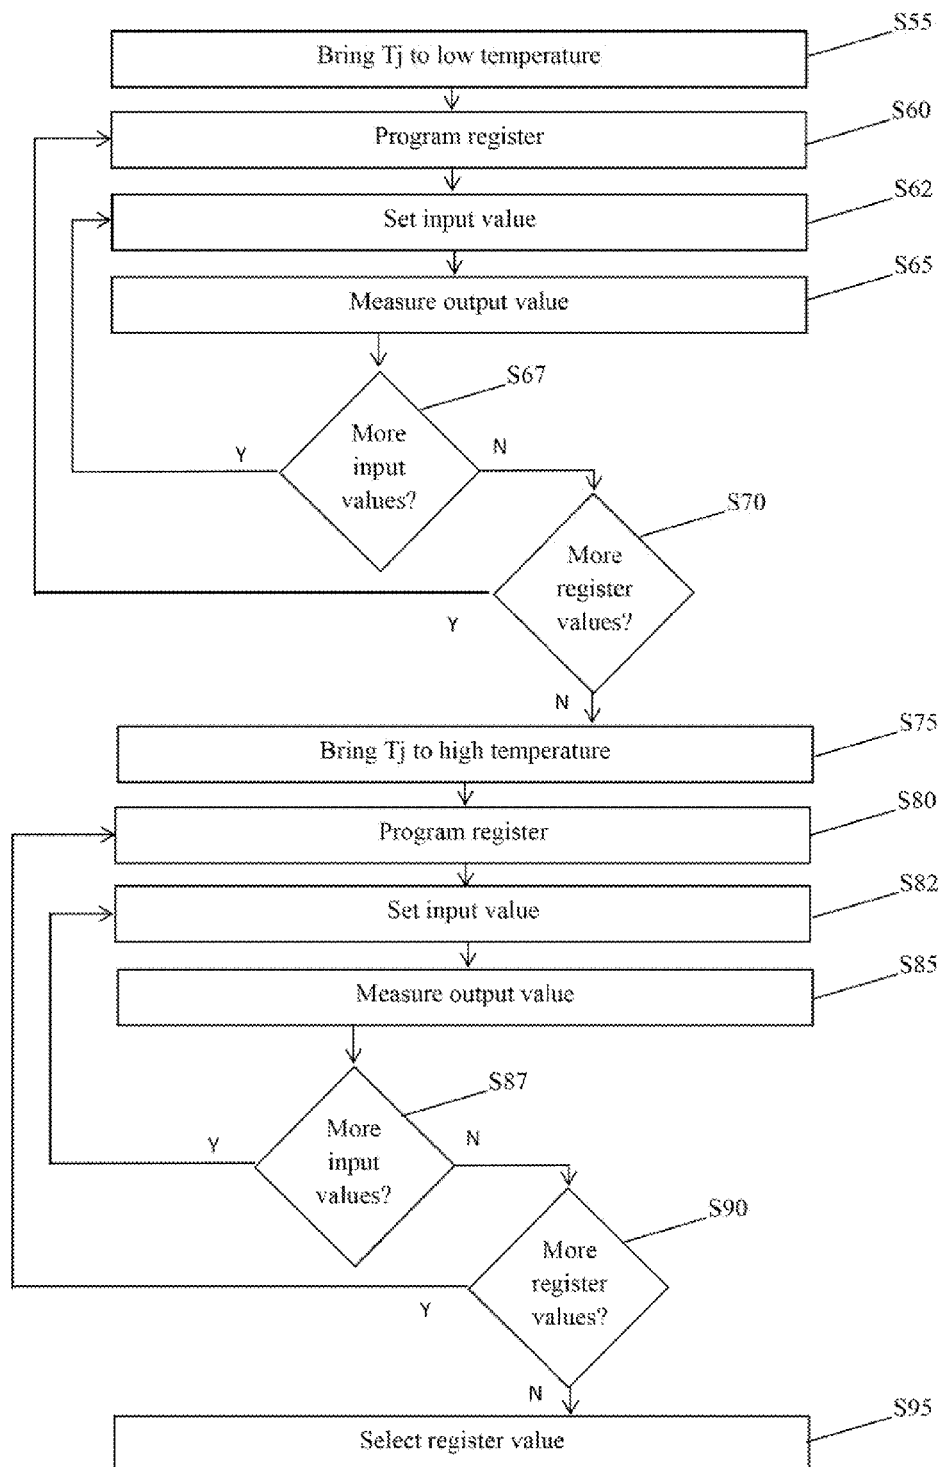 S55
Bring Tj to low temperature
S60
Program register
S62
Set input value
S65
Measure output value
S67
More
input
values?
Y
N
S70
More
register
values?
Y
N
S75
Bring Tj to high temperature
S80
Program register
S82
Set input value
S85
Measure output value
S87
More
input
values?
Y
N
S90
More
register
values?
Y
N
S95
Select register value